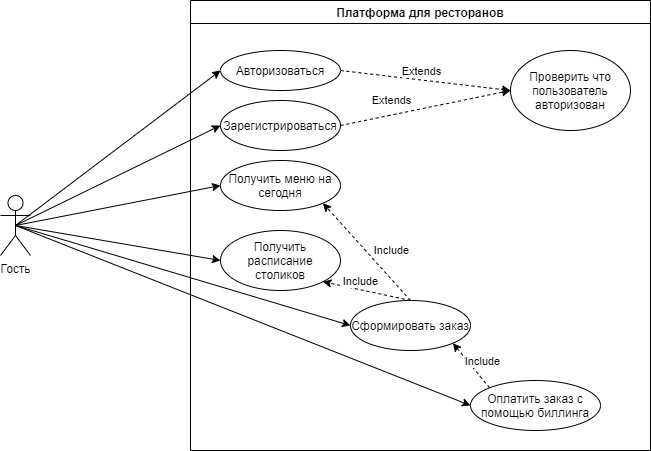 Платформа для ресторанов
Авторизоваться
Extends
Проверить что
пользователь
авторизован
Extends
Зарегистрироваться
Получить меню на
сегодня
Гость
Получить
расписание
столиков
Include
Include
Сформировать заказ
Include
Оплатить заказ с
помощью биллинга